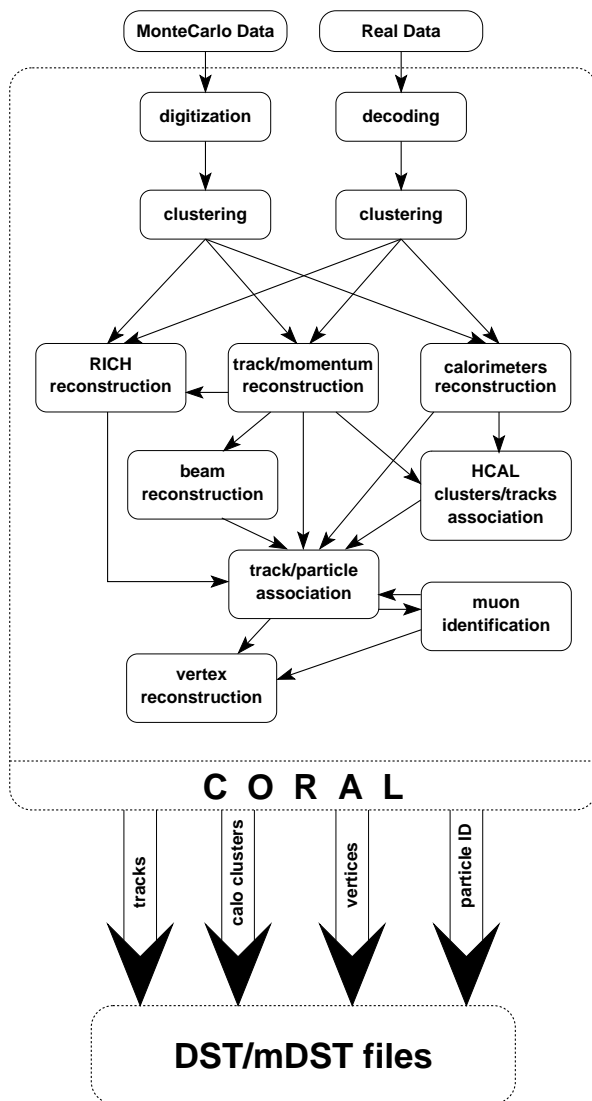 MonteCarlo Data
Real Data
digitization
decoding
clustering
clustering
RICH
reconstruction
track/momentum
reconstruction
calorimeters
reconstruction
beam
reconstruction
HCAL
clusters/tracks
association
track/particle
association
muon
identification
vertex
reconstruction
C O R A L
tracks
calo clusters
vertices
particle ID
DST/mDST files